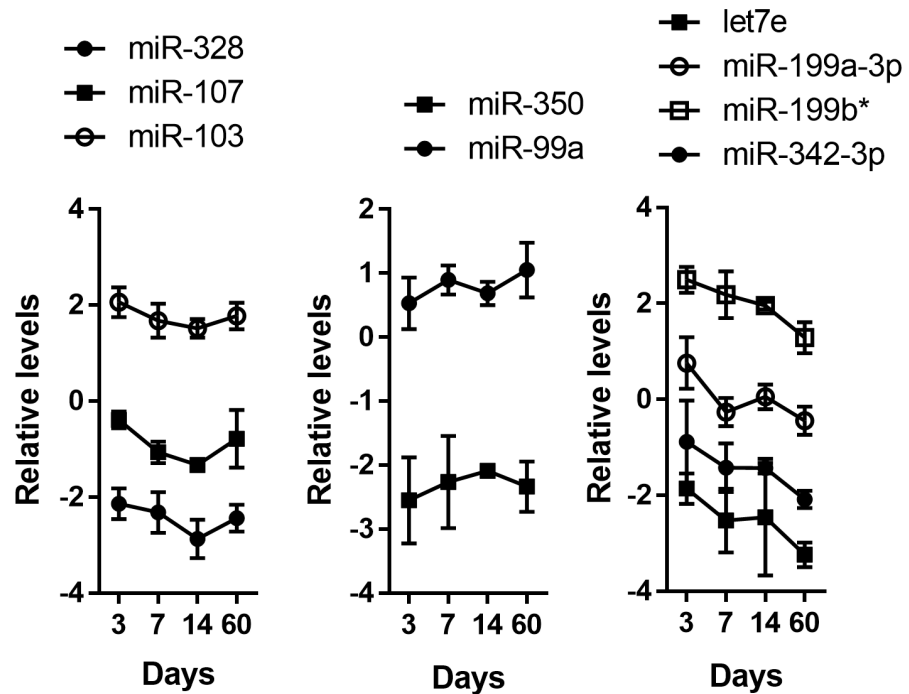 miR-328
miR-107
miR-103
miR-350
miR-99a
let7e
miR-199a-3p
miR-199b*
miR-342-3p
Relative levels
4
2
0
-2
-4
3 7 14 60
Days
Relative levels
2
1
0
-1
-2
-3
-4
3 7 14 60
Days
Relative levels
4
2
0
-2
-4
3 7 14 60
Days